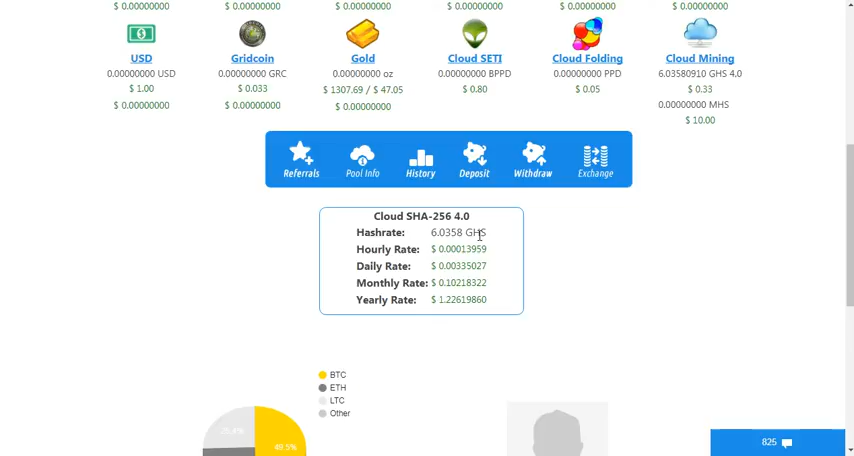 $ 0.00000000 $ 0.00000000 $ 0.00000000 $ 0.00000000 $ 0.00000000 $ 0.00000000
USD Gridcoin Gold Cloud SETI Cloud Folding Cloud Mining
0.00000000 USD 0.00000000 GRC 0.00000000 oz 0.00000000 BPPD 0.00000000 PPD 6.03580910 GHS 4,0
$ 1.00 $ 0.033 $ 1307.69 / $ 47.05 $ 0.80 $ 0.05 $ 0.33
$ 0.00000000 $ 0.00000000 $ 0.00000000 0.00000000 MHS
$ 10.00
Referrals Pool Info History Deposit Withdraw Exchange
Cloud SHA-256 4.0
Hashrate: 6.0358 GHS
Hourly Rate: $ 0.00013959
Daily Rate: $ 0.00335027
Monthly Rate: $ 0.10218322
Yearly Rate: $ 1.22619860
BTC
ETH
LTC
Other
49.5%
825